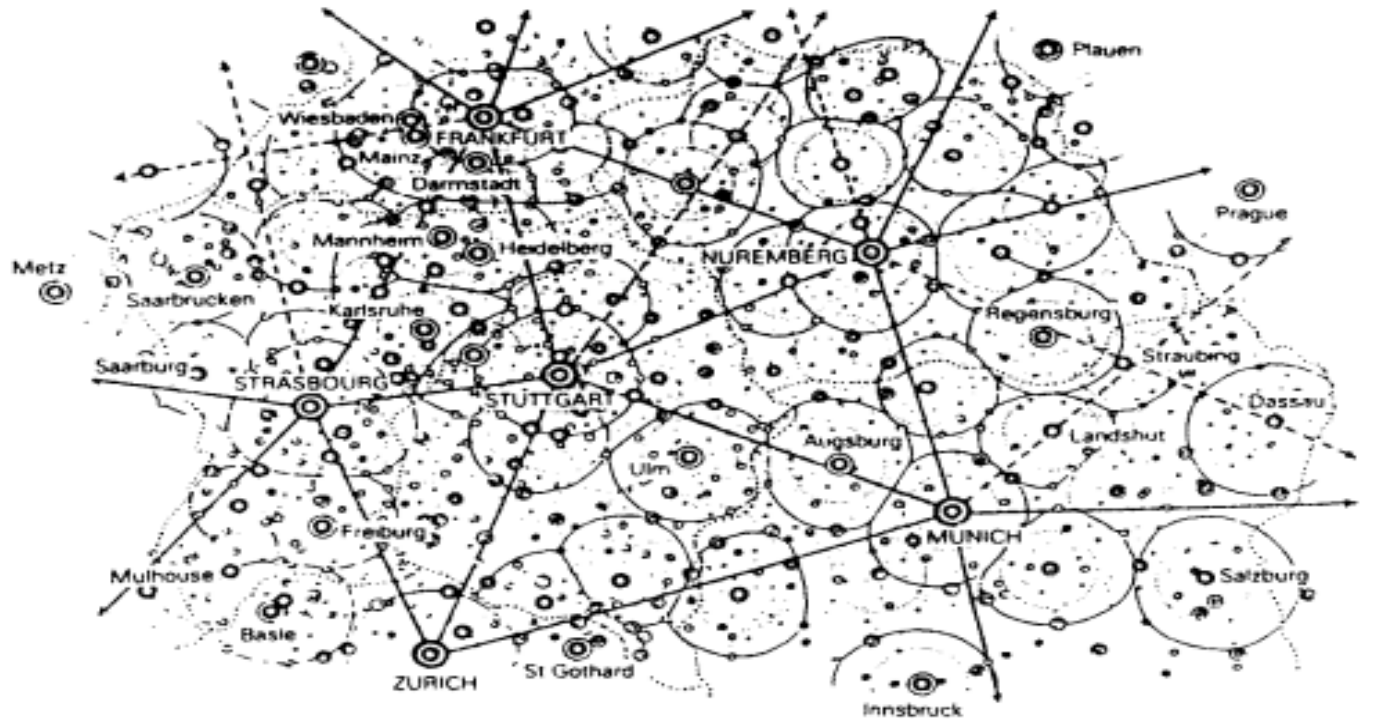 Plauen
Wiesbaden
FRANKFURT
Mainz
Darmstadt
Prague
Mannheim
Heidelberg
NUREMBERG
Metz
Saarbrucken
Karlsruhe
Regensburg
Saarburg
STRASBOURG
STUTTGART
Straubing
Dassau
Augsburg
Landshut
Ulm
Freiburg
MUNICH
Mulhouse
Salzburg
Basle
St Gothard
ZURICH
Innsbruck